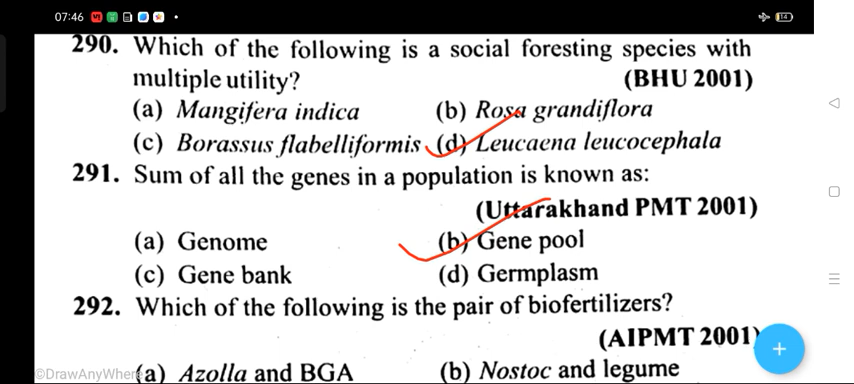 07:46
14
290. Which of the following is a social foresting species with
multiple utility? (BHU 2001)
(a) Mangifera indica (b) Rosa grandiflora
(c) Borassus flabelliformis (d) Leucaena leucocephala
291. Sum of all the genes in a population is known as:
(Uttarakhand PMT 2001)
(a) Genome (b) Gene pool
(c) Gene bank (d) Germplasm
292. Which of the following is the pair of biofertilizers?
(AIPMT 2001)
(a) Azolla and BGA (b) Nostoc and legume
©DrawAnyWhere